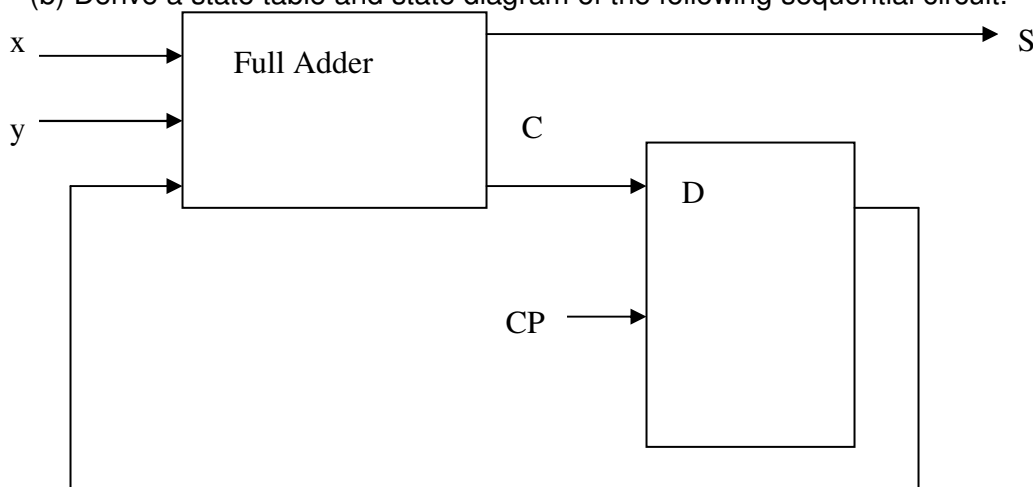 (b) Derive a state table and state diagram of the following sequential circuit.
x
S
Full Adder
y
C
D
CP